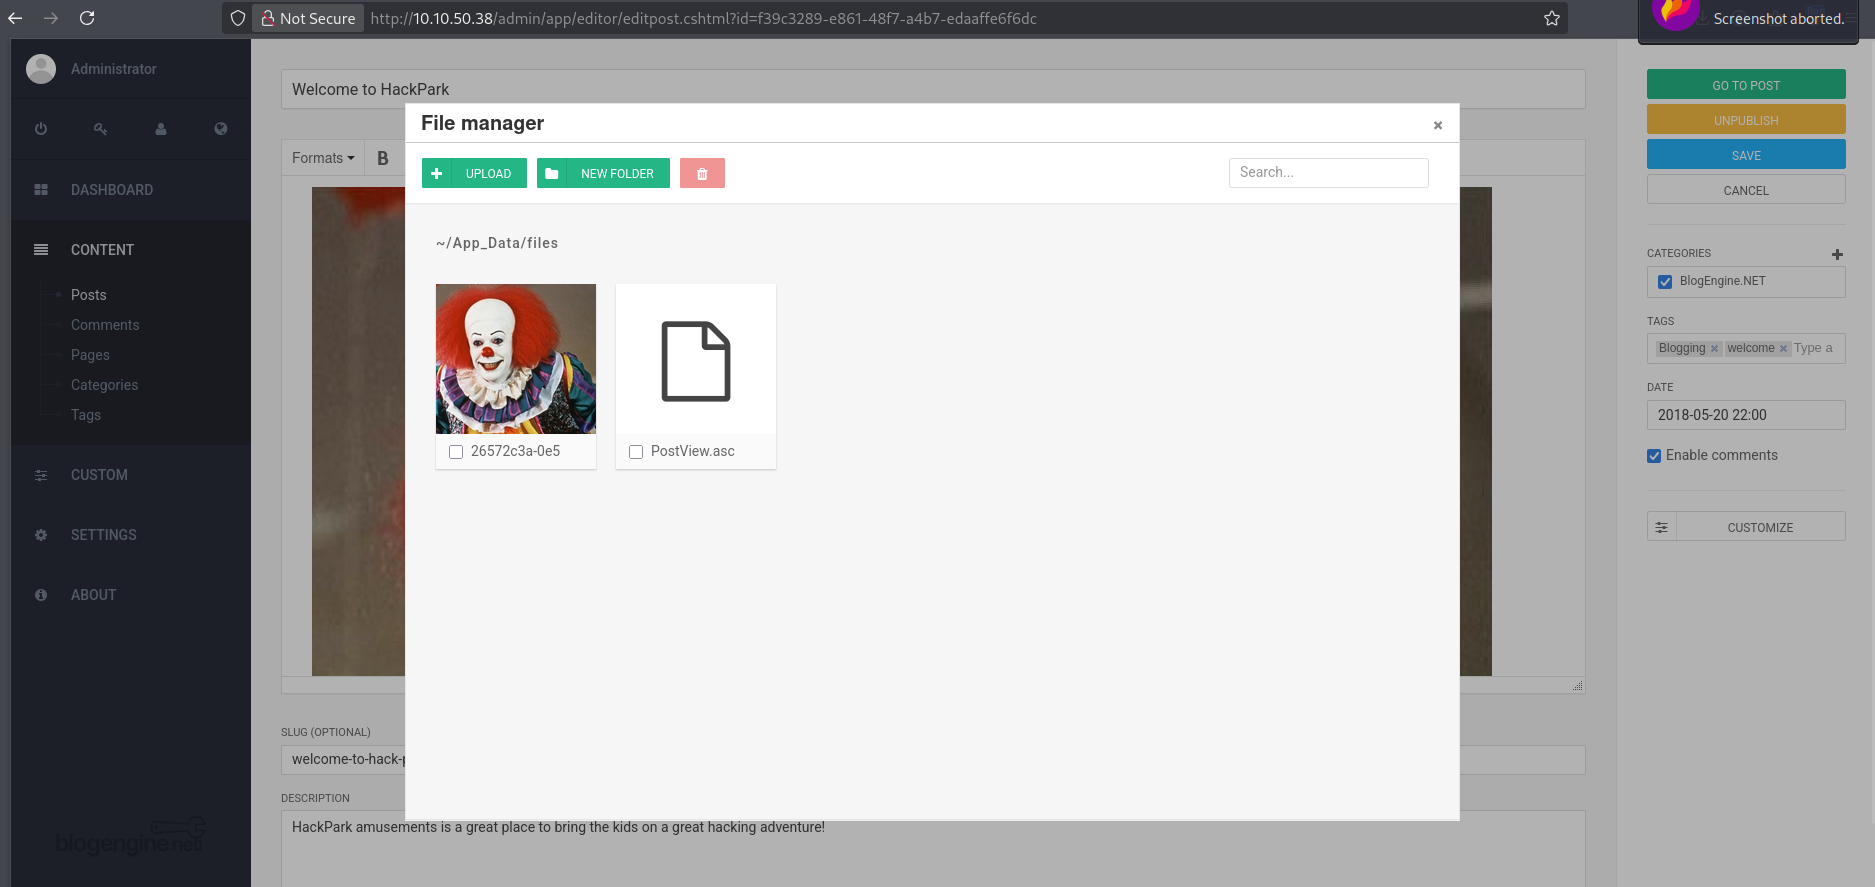 Not Secure http://10.10.50.38/admin/app/editor/editpost.cshtml?id=f39c3289-e861-48f7-a4b7-edaaffe6f6dc
Screenshot aborted.
Administrator
DASHBOARD
CONTENT
Posts
Comments
Pages
Categories
Tags
CUSTOM
SETTINGS
ABOUT
blogengine.net
Welcome to HackPark
Formats B
File manager ×
UPLOAD NEW FOLDER Search...
~/App_Data/files
26572c3a-0e5 PostView.asc
SLUG (OPTIONAL)
welcome-to-hack-p
DESCRIPTION
HackPark amusements is a great place to bring the kids on a great hacking adventure!
GO TO POST
UNPUBLISH
SAVE
CANCEL
CATEGORIES
BlogEngine.NET
TAGS
Blogging × welcome × Type a
DATE
2018-05-20 22:00
Enable comments
CUSTOMIZE